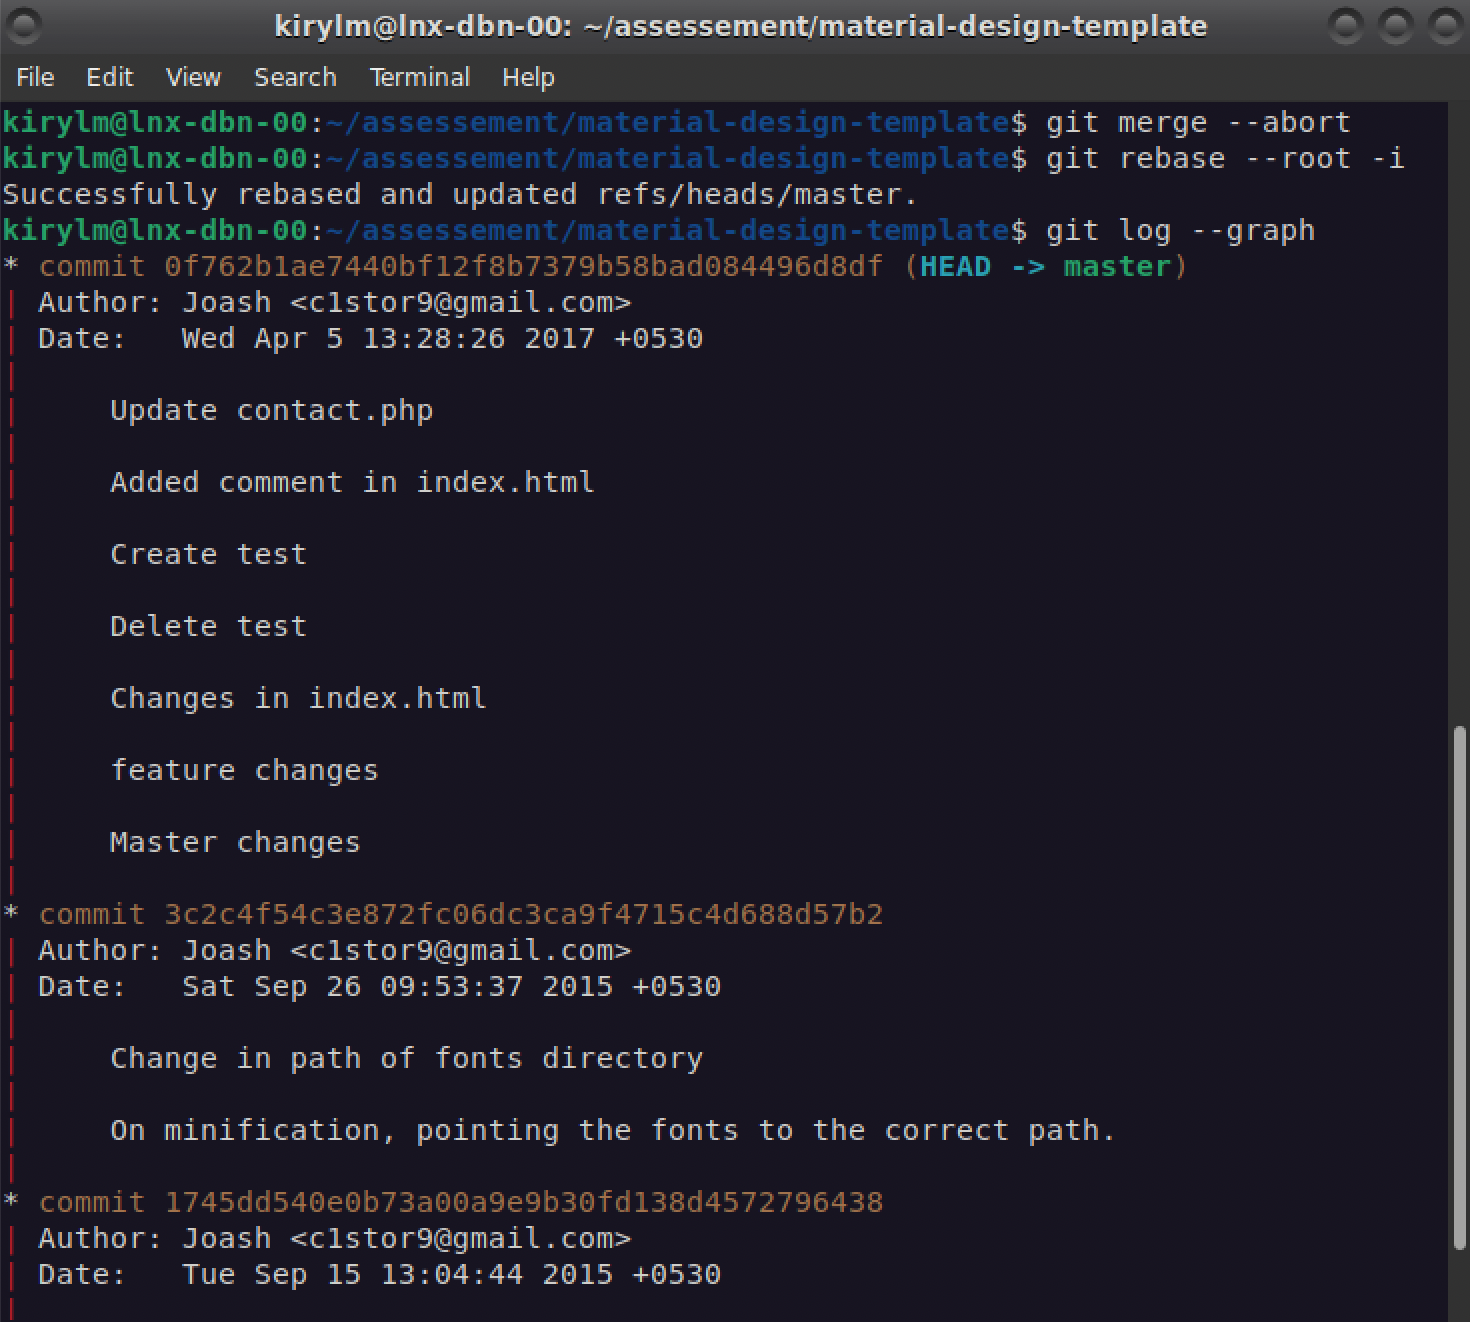 kirylm@lnx-dbn-00: ~/assessement/material-design-template
File Edit View Search Terminal Help
kirylm@lnx-dbn-00:~/assessement/material-design-template$ git merge --abort
kirylm@lnx-dbn-00:~/assessement/material-design-template$ git rebase --root -i
Successfully rebased and updated refs/heads/master.
kirylm@lnx-dbn-00:~/assessement/material-design-template$ git log --graph
* commit 0f762b1ae7440bf12f8b7379b58bad084496d8df (HEAD -> master)
| Author: Joash <c1stor9@gmail.com>
| Date:   Wed Apr 5 13:28:26 2017 +0530
|
|     Update contact.php
|
|     Added comment in index.html
|
|     Create test
|
|     Delete test
|
|     Changes in index.html
|
|     feature changes
|
|     Master changes
|
* commit 3c2c4f54c3e872fc06dc3ca9f4715c4d688d57b2
| Author: Joash <c1stor9@gmail.com>
| Date:   Sat Sep 26 09:53:37 2015 +0530
|
|     Change in path of fonts directory
|
|     On minification, pointing the fonts to the correct path.
|
* commit 1745dd540e0b73a00a9e9b30fd138d4572796438
| Author: Joash <c1stor9@gmail.com>
| Date:   Tue Sep 15 13:04:44 2015 +0530
|